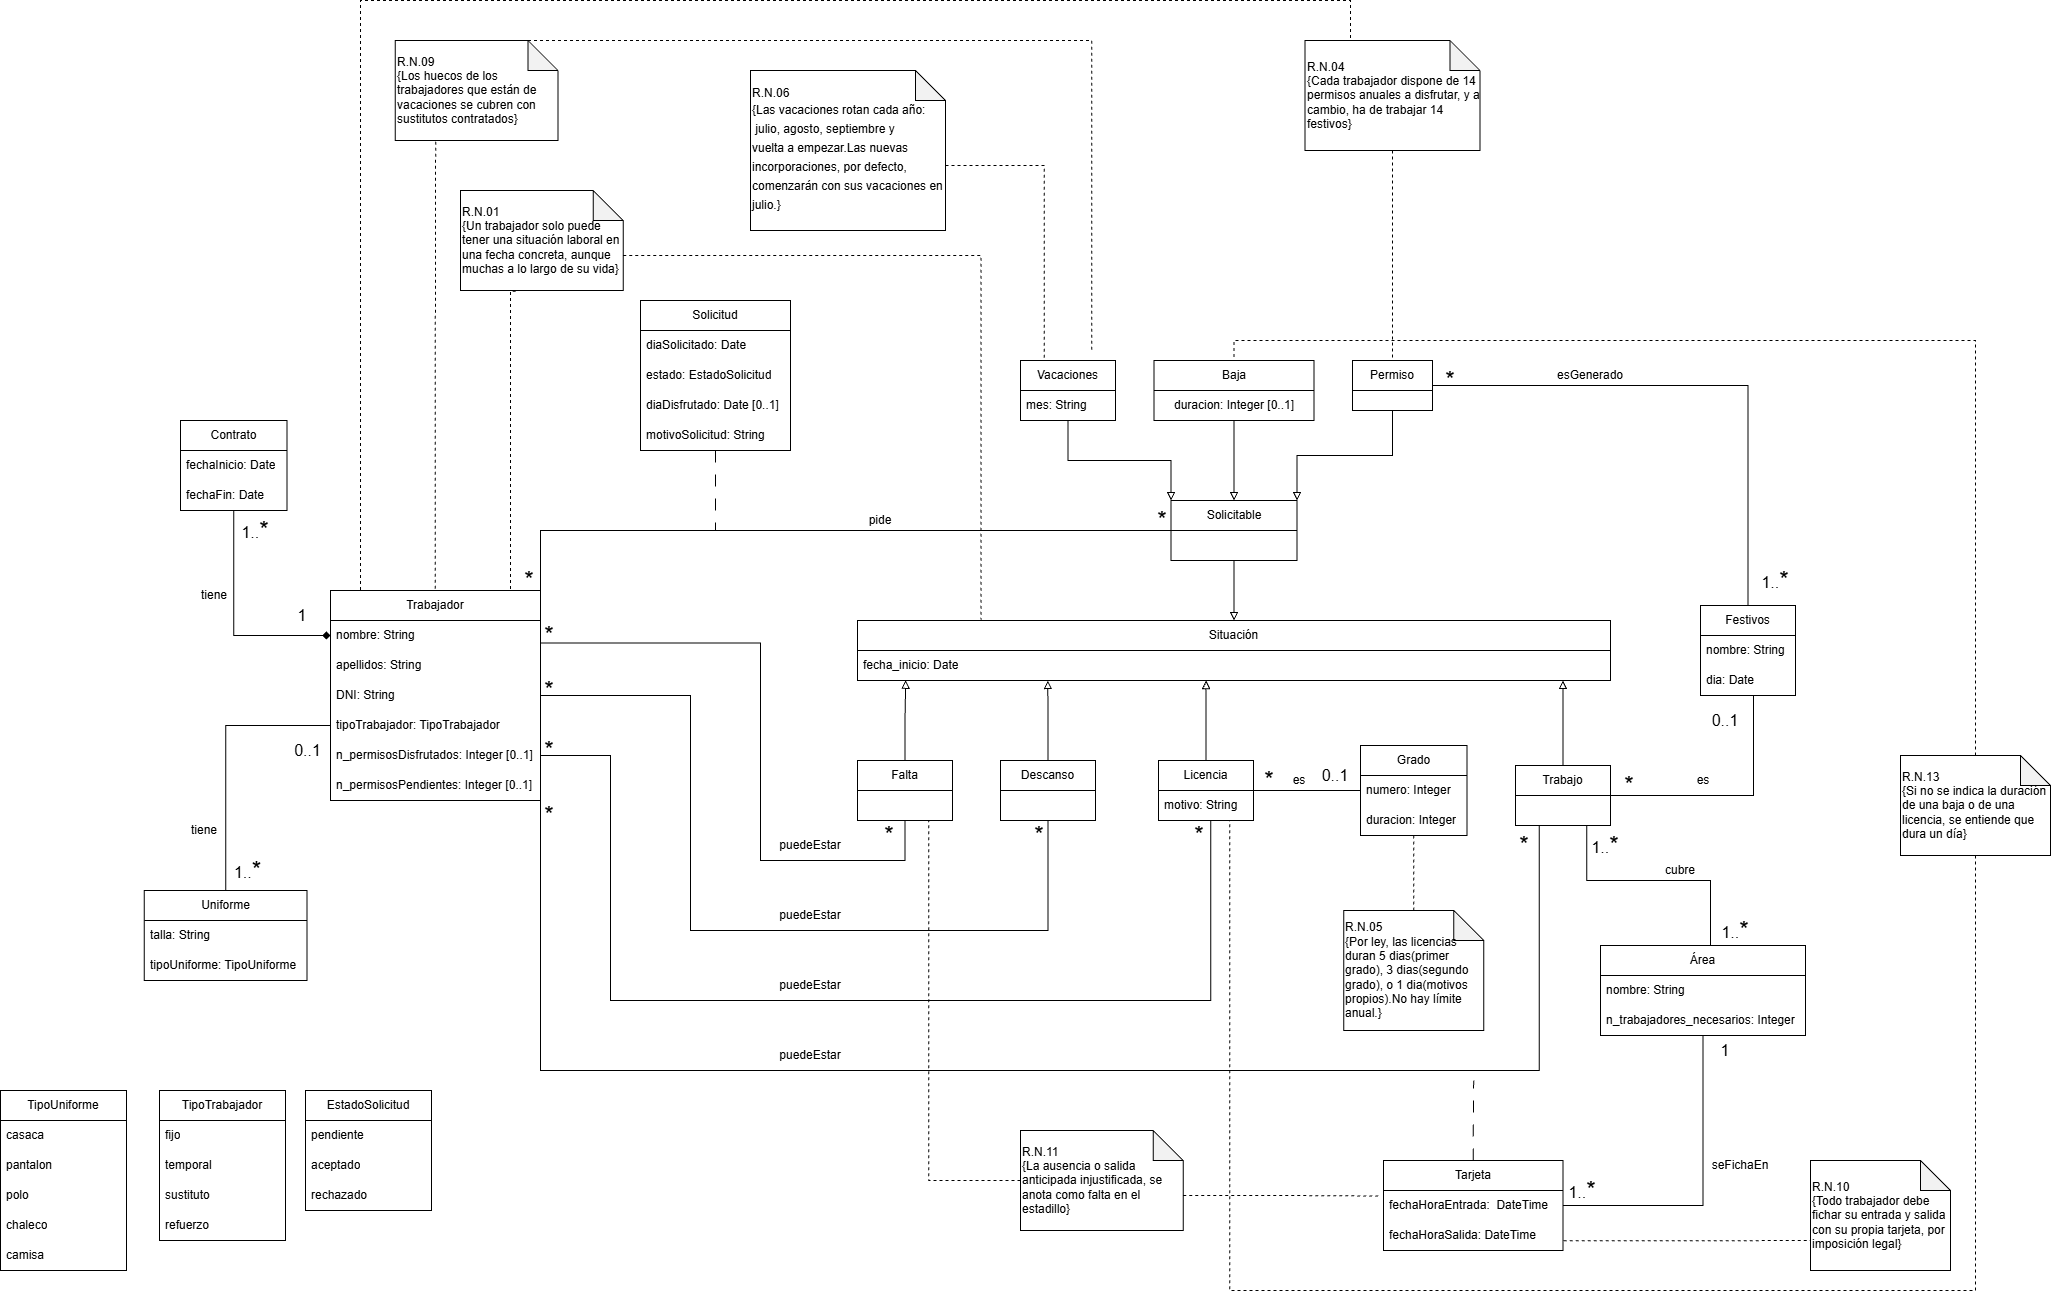 R.N.09
{Los huecos de los
trabajadores que están de
vacaciones se cubren con
sustitutos contratados}
R.N.06
{Las vacaciones rotan cada año:
julio, agosto, septiembre y
vuelta a empezar.Las nuevas
incorporaciones, por defecto,
comenzarán con sus vacaciones en
julio.}
R.N.04
{Cada trabajador dispone de 14
permisos anuales a disfrutar, y a
cambio, ha de trabajar 14
festivos}
R.N.01
{Un trabajador solo puede
tener una situación laboral en
una fecha concreta, aunque
muchas a lo largo de su vida}
Solicitud
diaSolicitado: Date
estado: EstadoSolicitud
diaDisfrutado: Date [0..1]
motivoSolicitud: String
Vacaciones
mes: String
Baja
duracion: Integer [0..1]
Permiso
*
esGenerado
1..*
Contrato
fechaInicio: Date
fechaFin: Date
1..*
tiene
1
pide
*
*
Solicitable
Trabajador
nombre: String
apellidos: String
DNI: String
tipoTrabajador: TipoTrabajador
n_permisosDisfrutados: Integer [0..1]
n_permisosPendientes: Integer [0..1]
*
*
*
*
Situación
fecha_inicio: Date
Festivos
nombre: String
dia: Date
0..1
0..1
tiene
1..*
Uniforme
talla: String
tipoUniforme: TipoUniforme
Falta
*
puedeEstar
Descanso
*
puedeEstar
Licencia
motivo: String
*
puedeEstar
*
es
0..1
Grado
numero: Integer
duracion: Integer
Trabajo
*
es
*
puedeEstar
1..*
cubre
1..*
R.N.13
{Si no se indica la duración
de una baja o de una
licencia, se entiende que
dura un día}
R.N.05
{Por ley, las licencias
duran 5 dias(primer
grado), 3 dias(segundo
grado), o 1 dia(motivos
propios).No hay límite
anual.}
Área
nombre: String
n_trabajadores_necesarios: Integer
1
seFichaEn
1..*
TipoUniforme
casaca
pantalon
polo
chaleco
camisa
TipoTrabajador
fijo
temporal
sustituto
refuerzo
EstadoSolicitud
pendiente
aceptado
rechazado
R.N.11
{La ausencia o salida
anticipada injustificada, se
anota como falta en el
estadillo}
Tarjeta
fechaHoraEntrada: DateTime
fechaHoraSalida: DateTime
R.N.10
{Todo trabajador debe
fichar su entrada y salida
con su propia tarjeta, por
imposición legal}